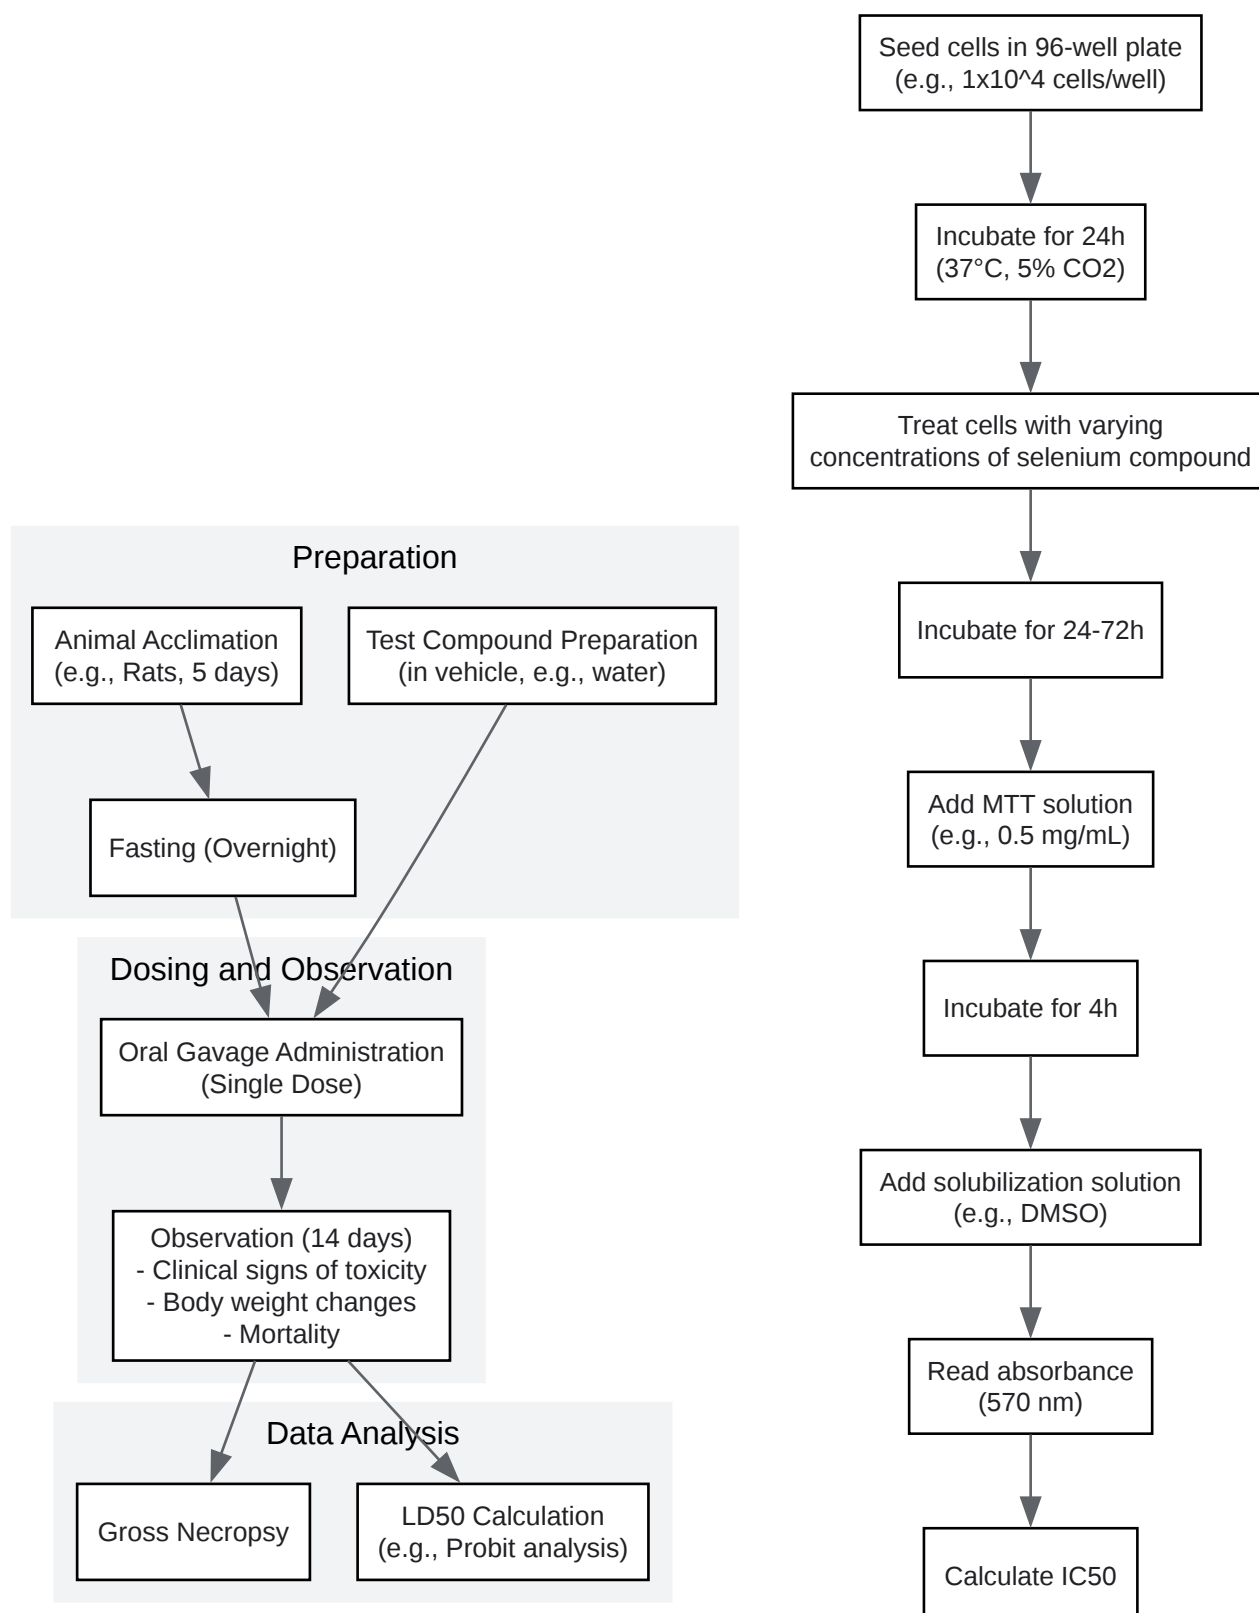 Seed cells in 96-well plate
(e.g., 1x10^4 cells/well)
Incubate for 24h
(37°C, 5% CO2)
Treat cells with varying
concentrations of selenium compound
Incubate for 24-72h
Add MTT solution
(e.g., 0.5 mg/mL)
Incubate for 4h
Add solubilization solution
(e.g., DMSO)
Read absorbance
(570 nm)
Calculate IC50
Preparation
Animal Acclimation
(e.g., Rats, 5 days)
Test Compound Preparation
(in vehicle, e.g., water)
Fasting (Overnight)
Dosing and Observation
Oral Gavage Administration
(Single Dose)
Observation (14 days)
- Clinical signs of toxicity
- Body weight changes
- Mortality
Data Analysis
Gross Necropsy
LD50 Calculation
(e.g., Probit analysis)